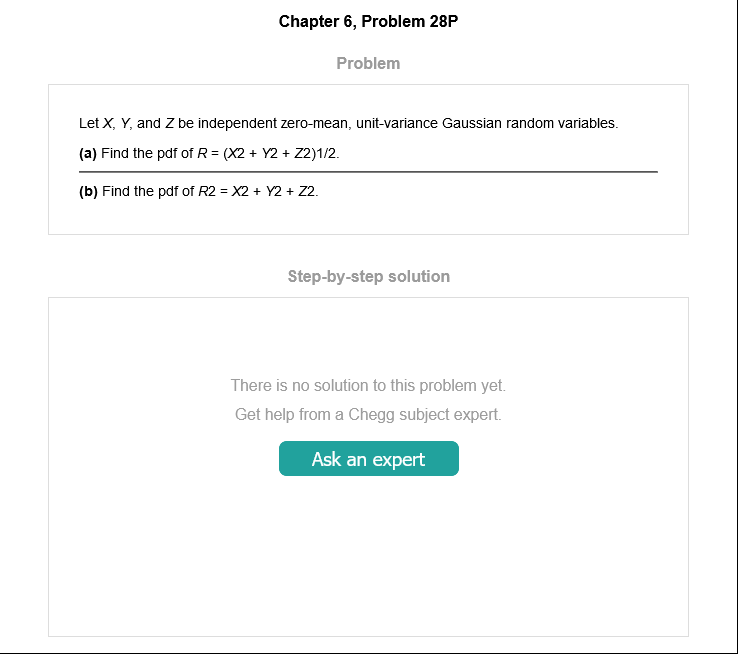 Chapter 6, Problem 28P
Problem
Let X, Y, and Z be independent zero-mean, unit-variance Gaussian random variables.
(a) Find the pdf of R = (X2 + Y2 + Z2)1/2.
(b) Find the pdf of R2 = X2 + Y2 + Z2.
Step-by-step solution
There is no solution to this problem yet.
Get help from a Chegg subject expert.
Ask an expert